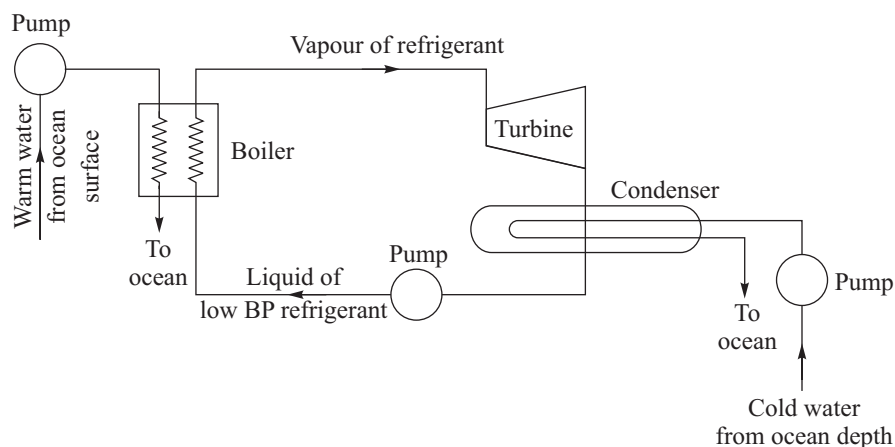 Pump
Vapour of refrigerant
Warm water
from ocean
surface
Boiler
Turbine
Condenser
To
ocean
Pump
Liquid of
low BP refrigerant
Pump
To
ocean
Cold water
from ocean depth